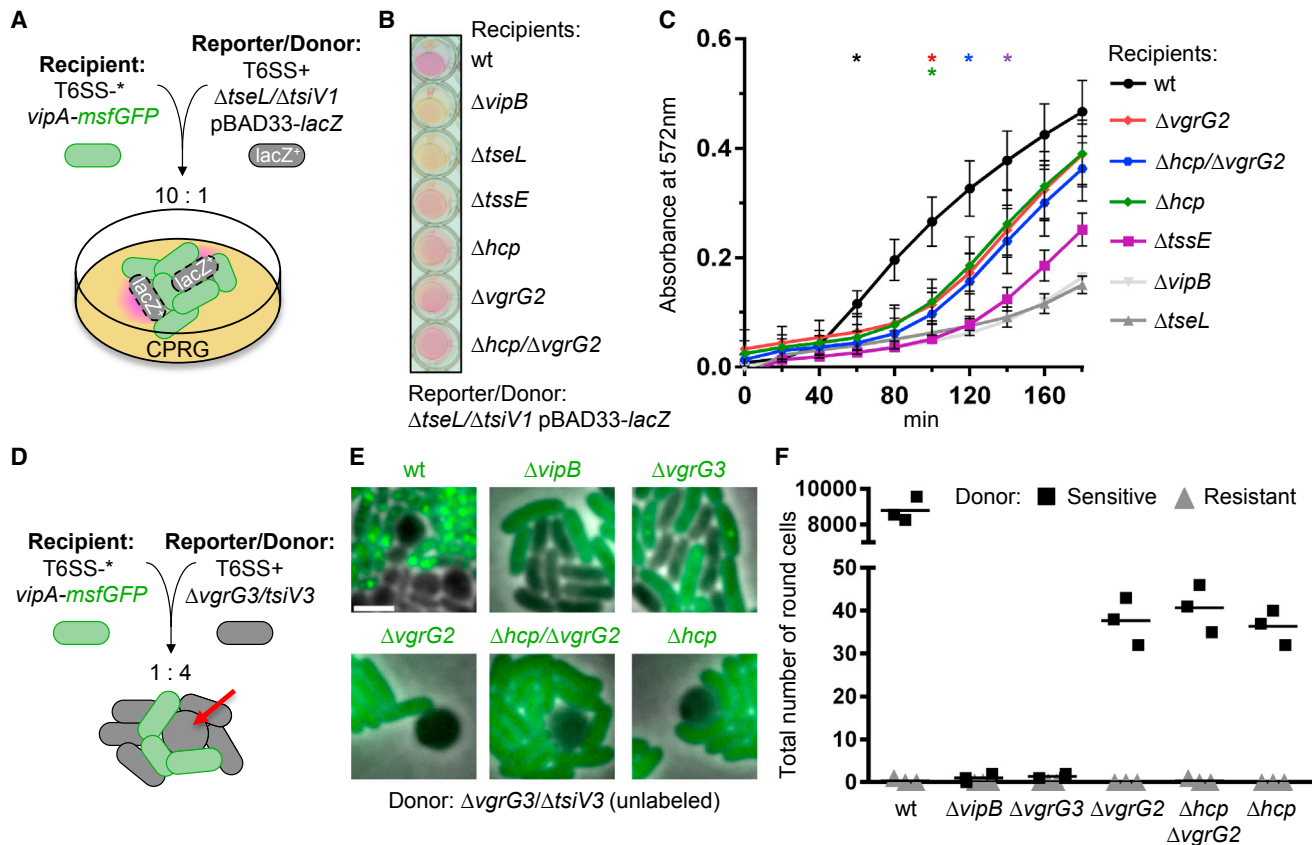 A
Recipient:
T6SS-*
vipA-msfGFP
Reporter/Donor:
T6SS+
ΔtseL/ΔtsiV1
pBAD33-lacZ
lacZ+
10 : 1
lacZ+
lacZ+
CPRG
B
Recipients:
wt
ΔvipB
ΔtseL
ΔtssE
Δhcp
ΔvgrG2
Δhcp/ΔvgrG2
Reporter/Donor:
ΔtseL/ΔtsiV1 pBAD33-lacZ
C
Absorbance at 572nm
0.6
0.4
0.2
0.0
* * * *
*
0 40 80 120 160
min
Recipients:
wt
ΔvgrG2
Δhcp/ΔvgrG2
Δhcp
ΔtssE
ΔvipB
ΔtseL
D
Recipient:
T6SS-*
vipA-msfGFP
Reporter/Donor:
T6SS+
ΔvgrG3/tsiV3
1 : 4
E
wt ΔvipB ΔvgrG3
ΔvgrG2 Δhcp/ΔvgrG2 Δhcp
Donor: ΔvgrG3/ΔtsiV3 (unlabeled)
F
Total number of round cells
Donor: Sensitive Resistant
10000
8000
50
40
30
20
10
0
wt ΔvipB ΔvgrG3 ΔvgrG2 Δhcp Δhcp
ΔvgrG2